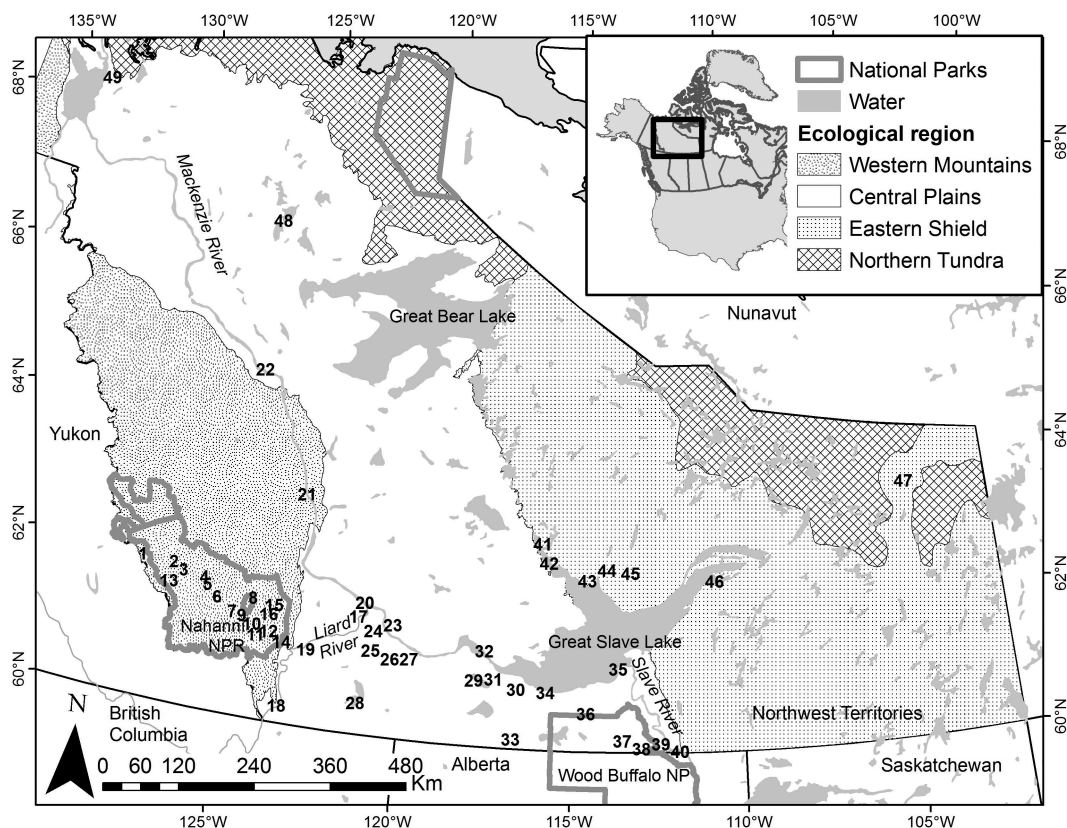 135°W 130°W 125°W 120°W 115°W 110°W 105°W 100°W
68°N
66°N
64°N
62°N
60°N
68°N
66°N
64°N
62°N
60°N
National Parks
Water
Ecological region
Western Mountains
Central Plains
Eastern Shield
Northern Tundra
49
Mackenzie River
48
Great Bear Lake
Nunavut
22
Yukon
21
47
1
2
3
13
4
5
6
7
8
9
10
11
12
15
16
14
Nahanni
NPR
41
42
43
44
45
46
20
17
Liard
River
19
24
23
25
26
27
18
28
32
29
31
30
34
33
Great Slave Lake
35
Slave River
36
37
38
39
40
Northwest Territories
N
British
Columbia
Alberta
Wood Buffalo NP
Saskatchewan
0 60 120 240 360 480
Km
125°W 120°W 115°W 110°W 105°W